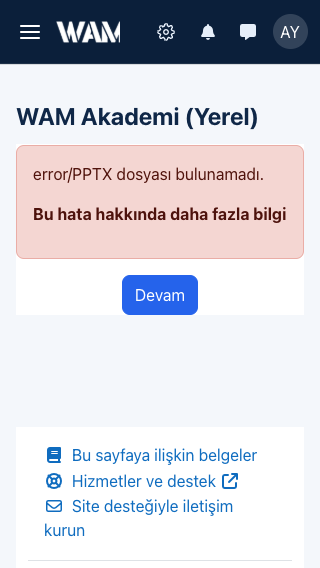 WAM
AY
WAM Akademi (Yerel)
error/PPTX dosyası bulunamadı.
Bu hata hakkında daha fazla bilgi
Devam
Bu sayfaya ilişkin belgeler
Hizmetler ve destek
Site desteğiyle iletişim
kurun